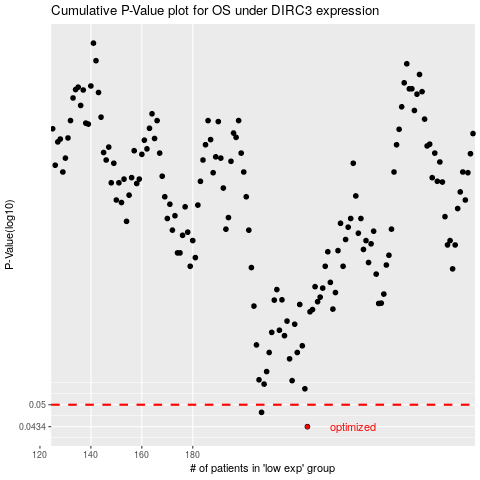 Cumulative P-Value plot for OS under DIRC3 expression
P-Value(log10)
0.05
0.0434
optimized
120
140
160
180
# of patients in 'low exp' group